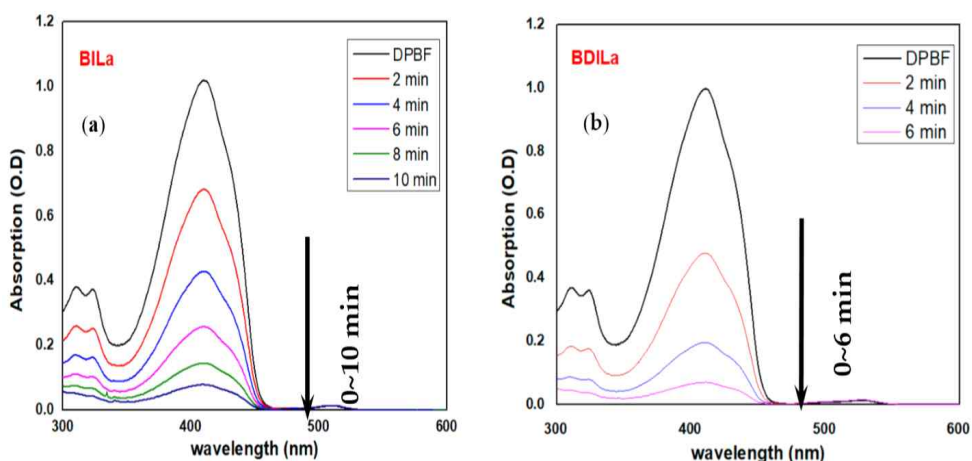 BILa
(a)
DPBF
2 min
4 min
6 min
8 min
10 min
0~10 min
Absorption (O.D)
1.2
1.0
0.8
0.6
0.4
0.2
0.0
300
400
500
600
wavelength (nm)
BDILa
(b)
DPBF
2 min
4 min
6 min
0~6 min
Absorption (O.D)
1.2
1.0
0.8
0.6
0.4
0.2
0.0
300
400
500
600
wavelength (nm)